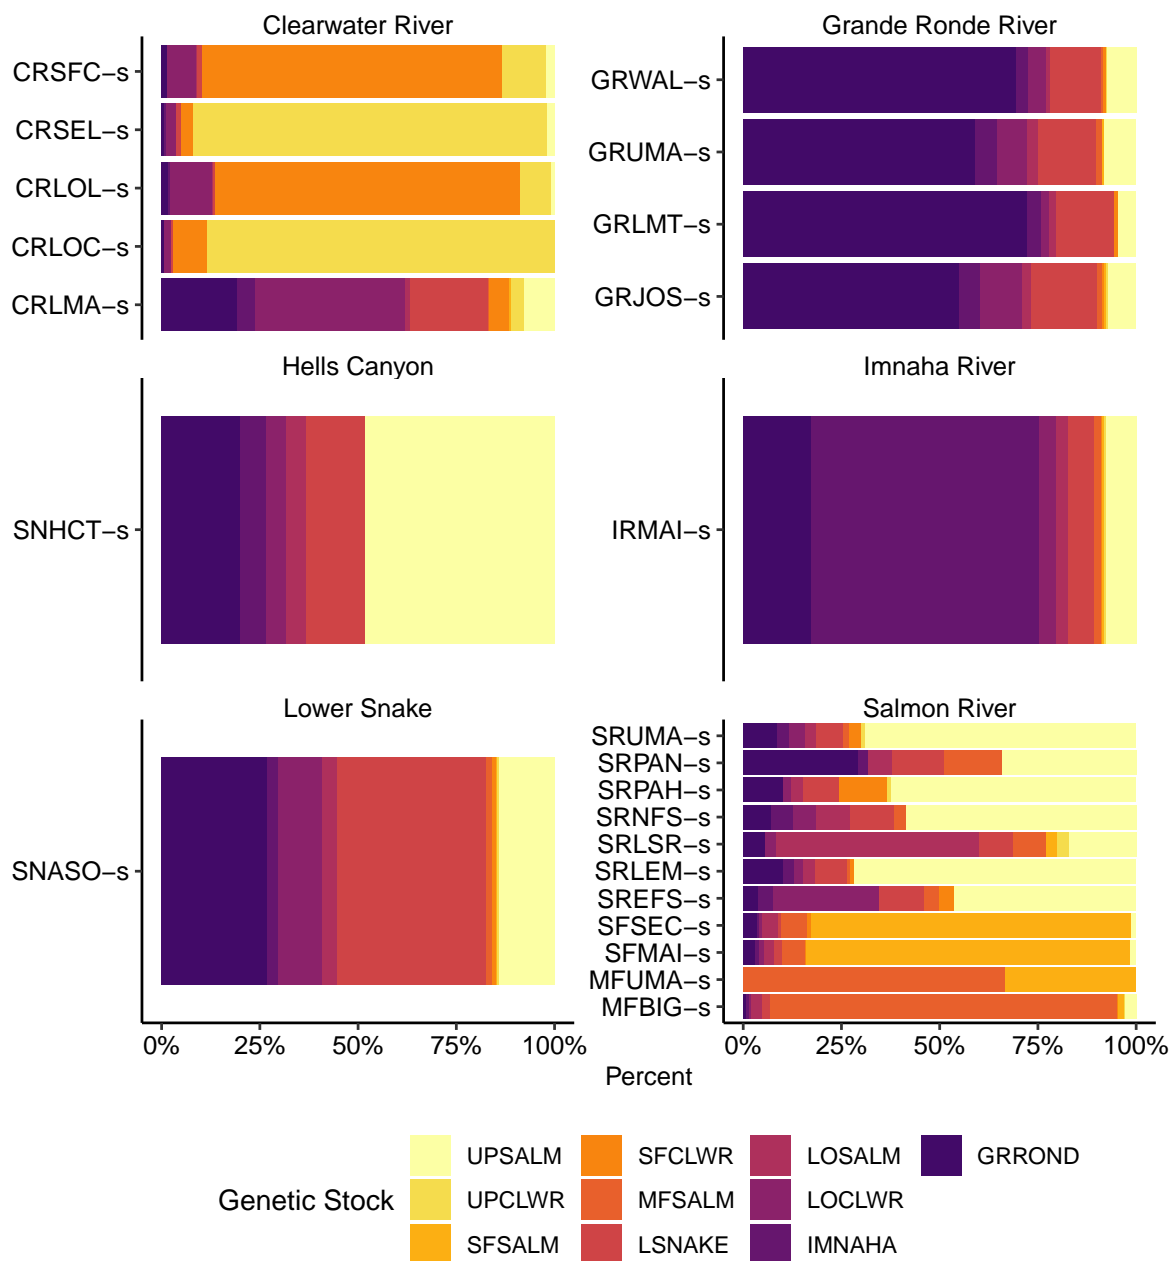 Clearwater River
CRSFC−s
CRSEL−s
CRLOL−s
CRLOC−s
CRLMA−s
Grande Ronde River
GRWAL−s
GRUMA−s
GRLMT−s
GRJOS−s
Hells Canyon
SNHCT−s
Imnaha River
IRMAI−s
Lower Snake
SNASO−s
0% 25% 50% 75% 100%
Salmon River
SRUMA−s
SRPAN−s
SRPAH−s
SRNFS−s
SRLSR−s
SRLEM−s
SREFS−s
SFSEC−s
SFMAI−s
MFUMA−s
MFBIG−s
0% 25% 50% 75% 100%
Percent
Genetic Stock
UPSALM SFCLWR LOSALM GRROND
UPCLWR MFSALM LOCLWR
SFSALM LSNAKE IMNAHA